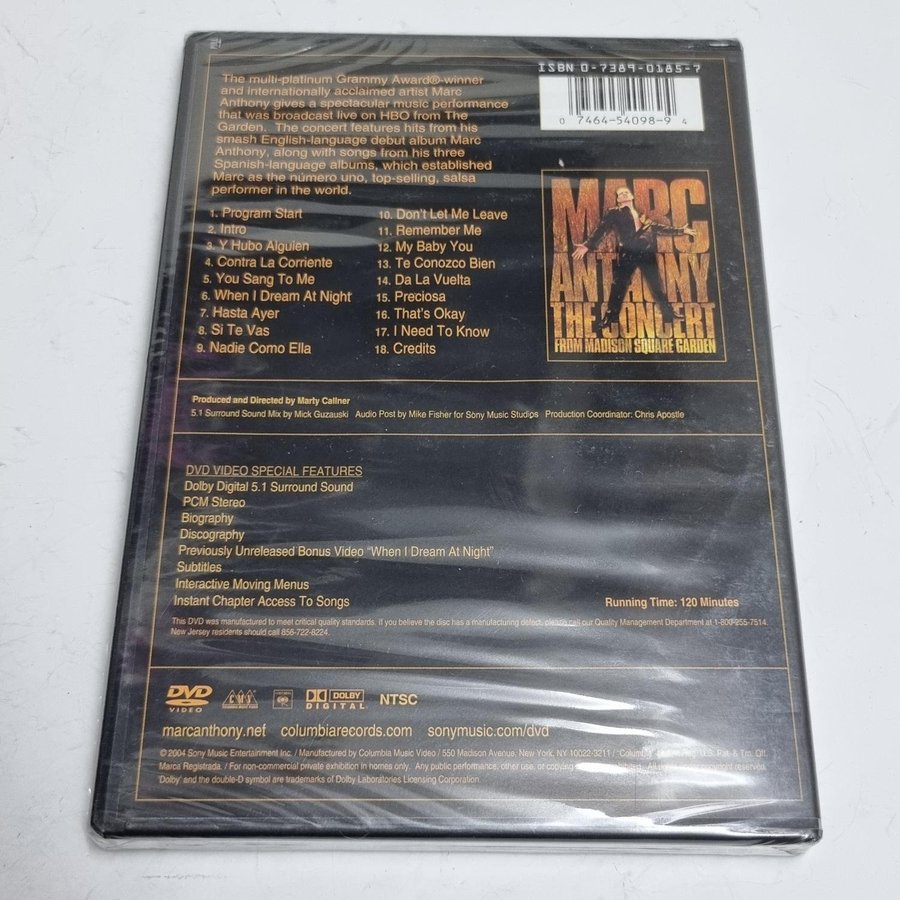 The multi-platinum Grammy Award®-winner
and internationally acclaimed artist Marc
Anthony gives a spectacular music performance
that was broadcast live on HBO from The
Garden. The concert features hits from his
smash English-language debut album Marc
Anthony, along with songs from his three
Spanish-language albums, which established
Marc as the número uno, top-selling, salsa
performer in the world.
ISBN 0-7389-0185-7
0 7464-54098-9 4
MARC
ANTHONY
THE CONCERT
FROM MADISON SQUARE GARDEN
1. Program Start
2. Intro
3. Y Hubo Alguien
4. Contra La Corriente
5. You Sang To Me
6. When I Dream At Night
7. Hasta Ayer
8. Si Te Vas
9. Nadie Como Ella
10. Don't Let Me Leave
11. Remember Me
12. My Baby You
13. Te Conozco Bien
14. Da La Vuelta
15. Preciosa
16. That's Okay
17. I Need To Know
18. Credits
Produced and Directed by Marty Callner
5.1 Surround Sound Mix by Mick Guzauski Audio Post by Mike Fisher for Sony Music Studios Production Coordinator: Chris Apostle
DVD VIDEO SPECIAL FEATURES
Dolby Digital 5.1 Surround Sound
PCM Stereo
Biography
Discography
Previously Unreleased Bonus Video "When I Dream At Night"
Subtitles
Interactive Moving Menus
Instant Chapter Access To Songs
Running Time: 120 Minutes
This DVD was manufactured to meet critical quality standards. If you believe the disc has a manufacturing defect, please call our Quality Management Department at 1-800-255-7514.
New Jersey residents should call 856-722-8224.
DVD
VIDEO
CMV
DOLBY
DIGITAL
NTSC
marcanthony.net columbiarecords.com sonymusic.com/dvd
© 2004 Sony Music Entertainment Inc. / Manufactured by Columbia Music Video / 550 Madison Avenue, New York, NY 10022-3211 / "Columbia" Reg. U.S. Pat. & Tm. Off.
Marca Registrada. / For non-commercial private exhibition in homes only. Any public performance, other use, or copying is All rights reserved.
'Dolby' and the double-D symbol are trademarks of Dolby Laboratories Licensing Corporation.